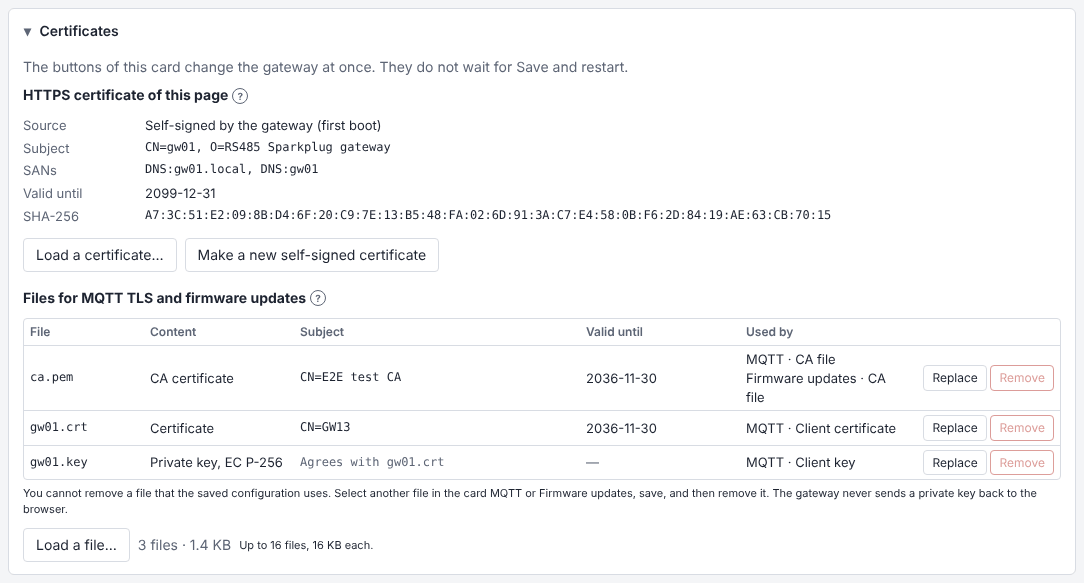 ▼ Certificates
The buttons of this card change the gateway at once. They do not wait for Save and restart.
HTTPS certificate of this page ?
Source Self-signed by the gateway (first boot)
Subject CN=gw01, O=RS485 Sparkplug gateway
SANs DNS:gw01.local, DNS:gw01
Valid until 2099-12-31
SHA-256 A7:3C:51:E2:09:8B:D4:6F:20:C9:7E:13:B5:48:FA:02:6D:91:3A:C7:E4:58:0B:F6:2D:84:19:AE:63:CB:70:15
Load a certificate... Make a new self-signed certificate
Files for MQTT TLS and firmware updates ?
File Content Subject Valid until Used by
ca.pem CA certificate CN=E2E test CA 2036-11-30 MQTT · CA file
Firmware updates · CA
file Replace Remove
gw01.crt Certificate CN=GW13 2036-11-30 MQTT · Client certificate Replace Remove
gw01.key Private key, EC P-256 Agrees with gw01.crt — MQTT · Client key Replace Remove
You cannot remove a file that the saved configuration uses. Select another file in the card MQTT or Firmware updates, save, and then remove it. The gateway never sends a private key back to the
browser.
Load a file... 3 files · 1.4 KB Up to 16 files, 16 KB each.